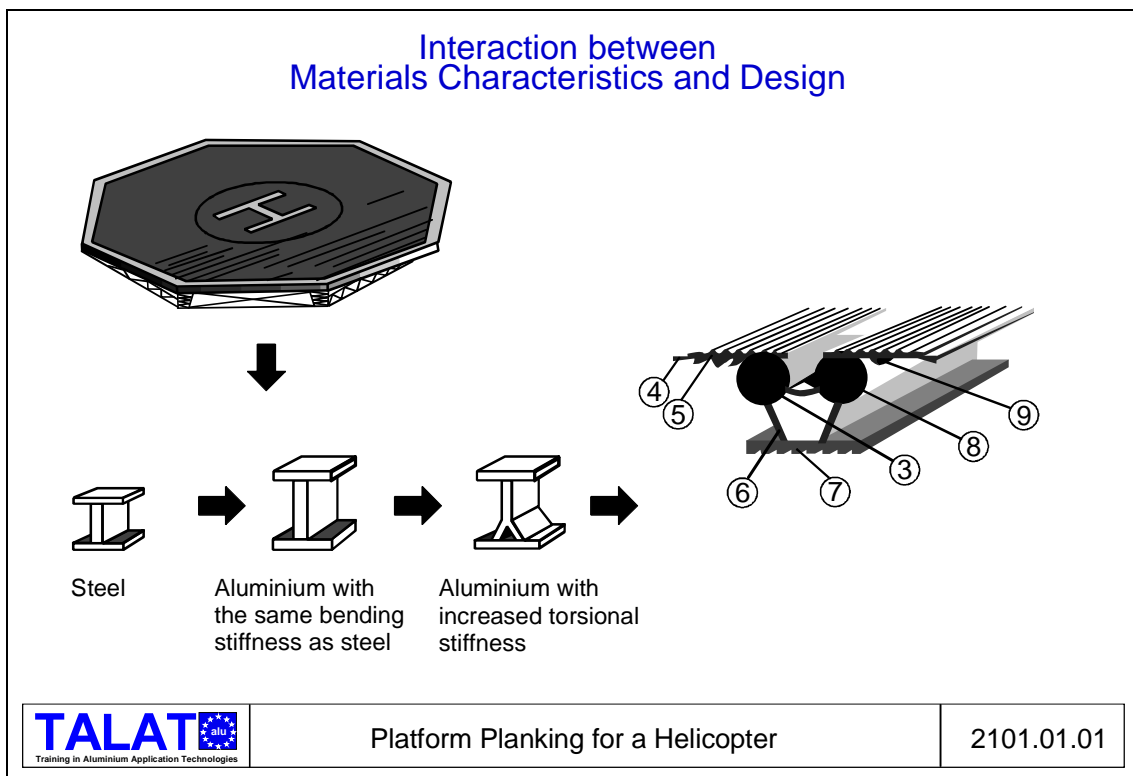 Interaction between
Materials Characteristics and Design
H
4
5
6
7
3
8
9
Steel
Aluminium with
the same bending
stiffness as steel
Aluminium with
increased torsional
stiffness
TALAT
alu
Training in Aluminium Application Technologies
Platform Planking for a Helicopter
2101.01.01